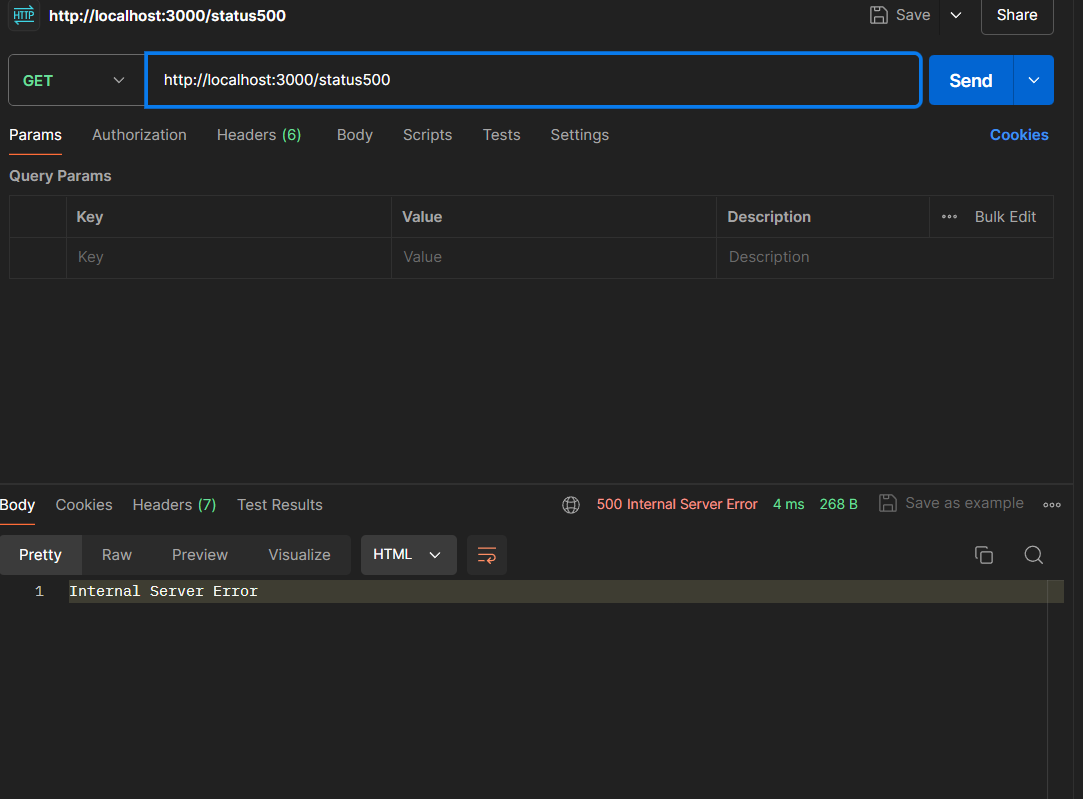 HTTP http://localhost:3000/status500 Save Share
GET http://localhost:3000/status500 Send
Params Authorization Headers (6) Body Scripts Tests Settings Cookies
Query Params
Key Value Description ••• Bulk Edit
Key Value Description
Body Cookies Headers (7) Test Results 500 Internal Server Error 4 ms 268 B Save as example
Pretty Raw Preview Visualize HTML
1 Internal Server Error